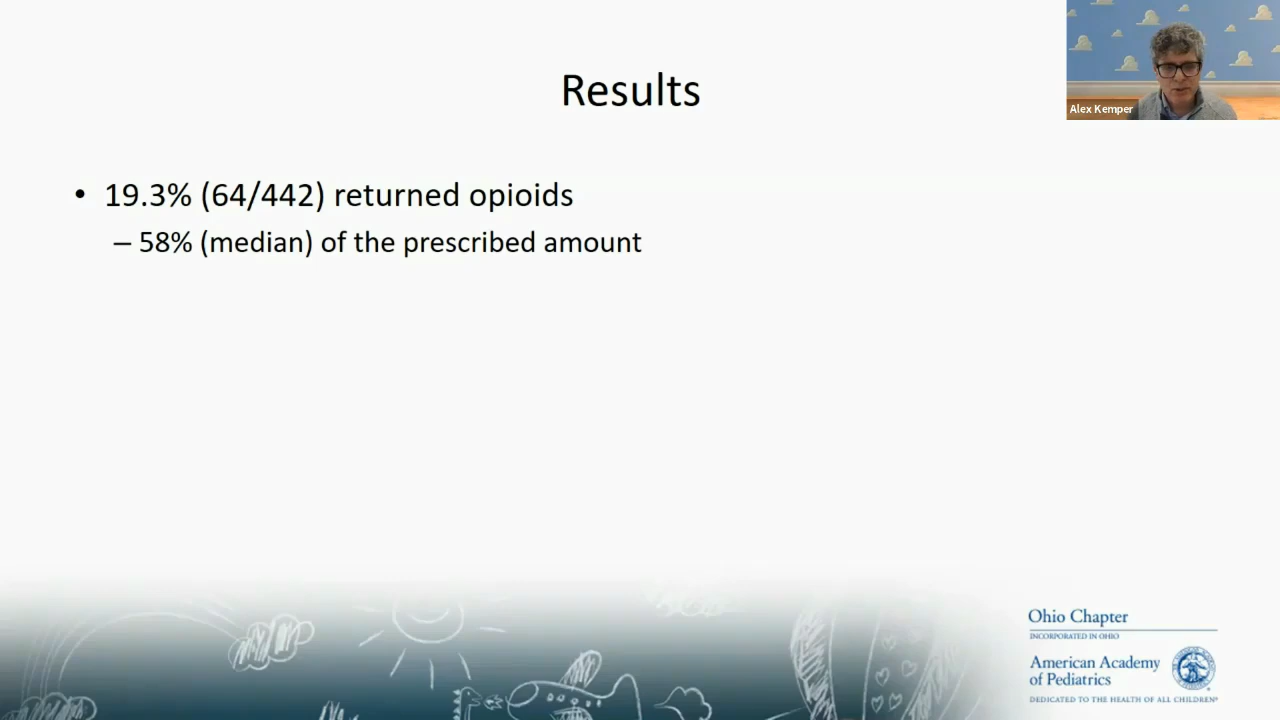 Results
Alex Kemper
• 19.3% (64/442) returned opioids
– 58% (median) of the prescribed amount
Ohio Chapter
INCORPORATED IN OHIO
American Academy
of Pediatrics
DEDICATED TO THE HEALTH OF ALL CHILDREN®